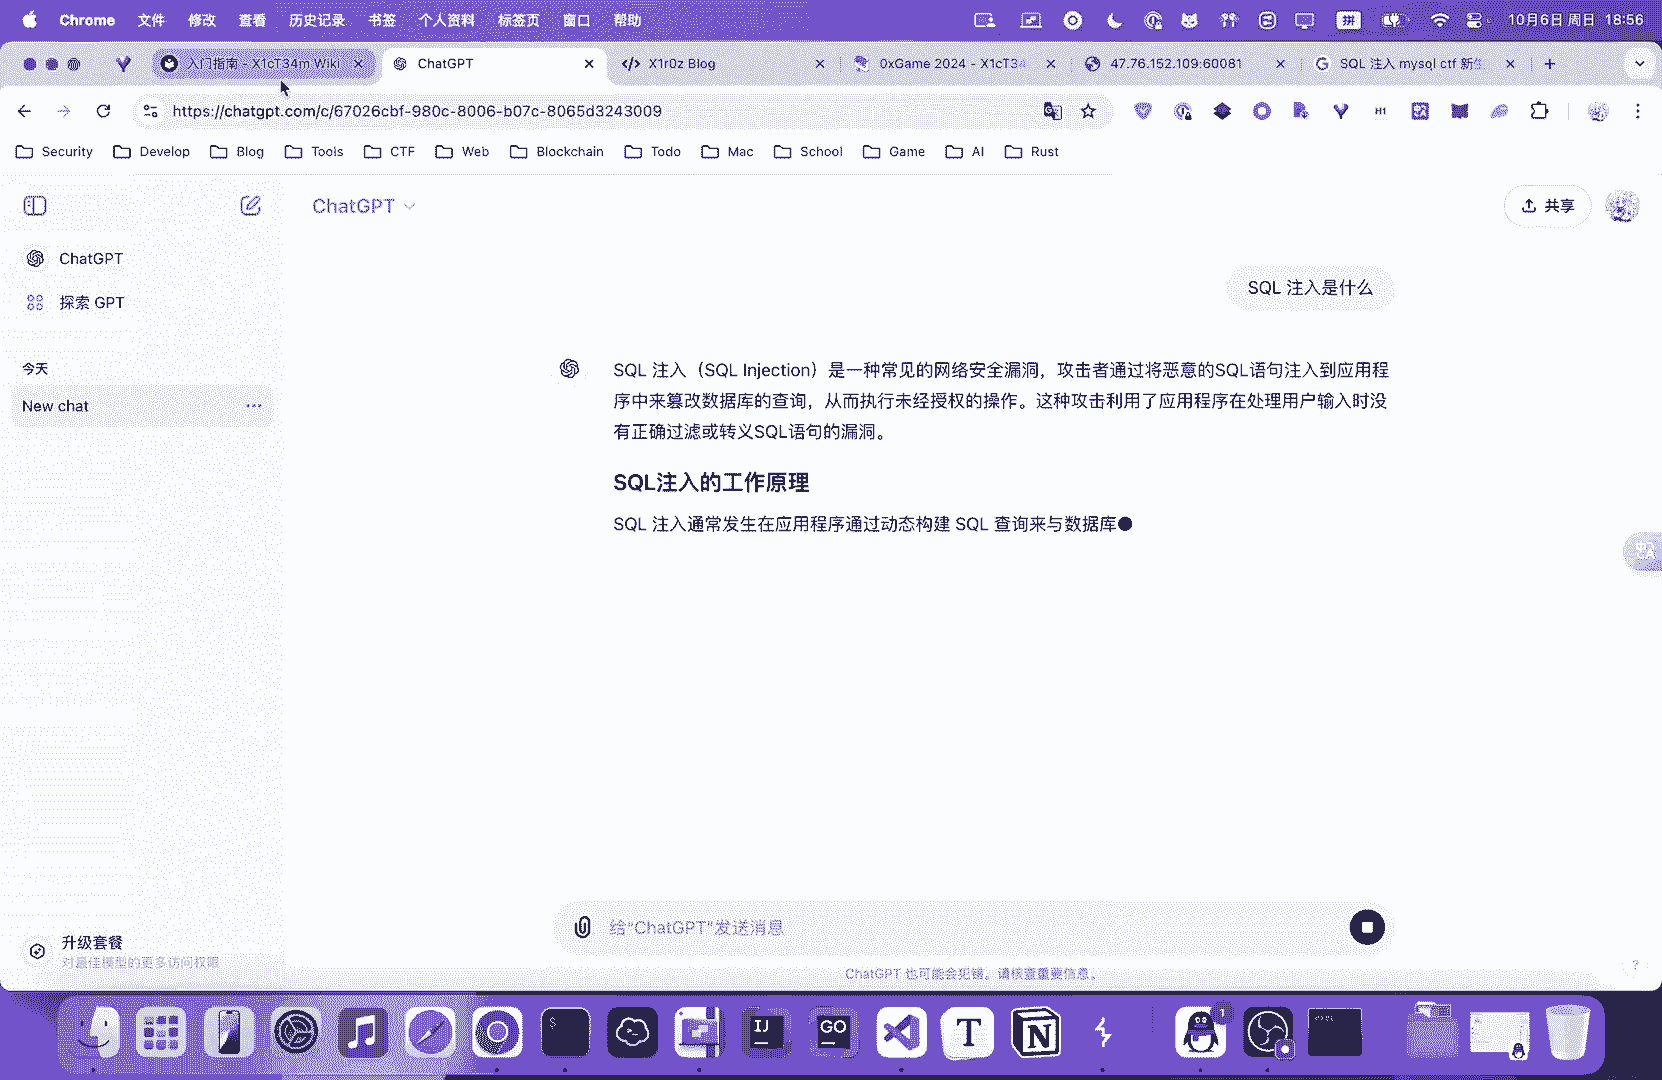 Chrome 文件 修改 查看 历史记录 书签 个人资料 标签页 窗口 帮助 拼 10月6日 周日 18:56
入门指南 - X1cT34m Wiki ChatGPT X1r0z Blog 0xGame 2024 - X1cT34 47.76.152.109:60081 SQL 注入 mysql ctf 新生
https://chatgpt.com/c/67026cbf-980c-8006-b07c-8065d3243009 H1
Security Develop Blog Tools CTF Web Blockchain Todo Mac School Game AI Rust
ChatGPT 共享
ChatGPT
探索 GPT
今天
New chat
SQL 注入是什么
SQL 注入（SQL Injection）是一种常见的网络安全漏洞，攻击者通过将恶意的SQL语句注入到应用程
序中来篡改数据库的查询，从而执行未经授权的操作。这种攻击利用了应用程序在处理用户输入时没
有正确过滤或转义SQL语句的漏洞。
SQL注入的工作原理
SQL 注入通常发生在应用程序通过动态构建 SQL 查询来与数据库
给“ChatGPT”发送消息
升级套餐
对最佳模型的更多访问权限
ChatGPT 也可能会犯错。请核查重要信息。
?
$ IJ GO T N 1